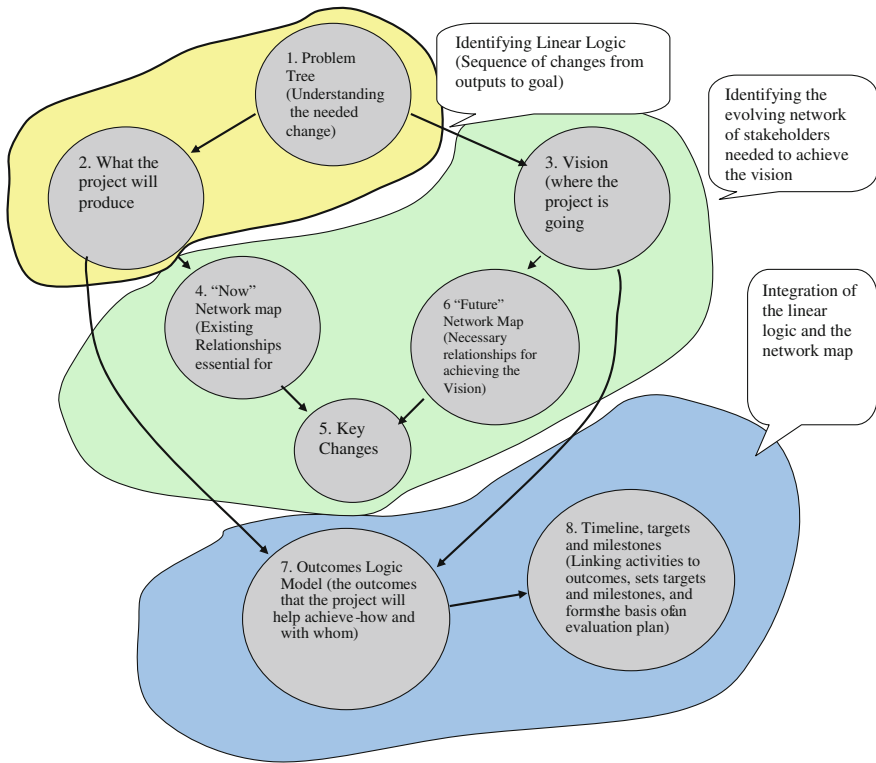 1. Problem
Tree
(Understanding
the needed
change)
Identifying Linear Logic
(Sequence of changes from
outputs to goal)
Identifying the
evolving network
of stakeholders
needed to achieve
the vision
2. What the
project will
produce
3. Vision
(where the
project is
going
4. “Now”
Network map
(Existing
Relationships
essential for
6 “Future”
Network Map
(Necessary
relationships for
achieving the
Vision)
Integration of
the linear
logic and the
network map
5. Key
Changes
7. Outcomes Logic
Model (the outcomes
that the project will
help achieve-how and
with whom)
8. Timeline, targets
and milestones
(Linking activities to
outcomes, sets targets
and milestones, and
forms the basis of an
evaluation plan)